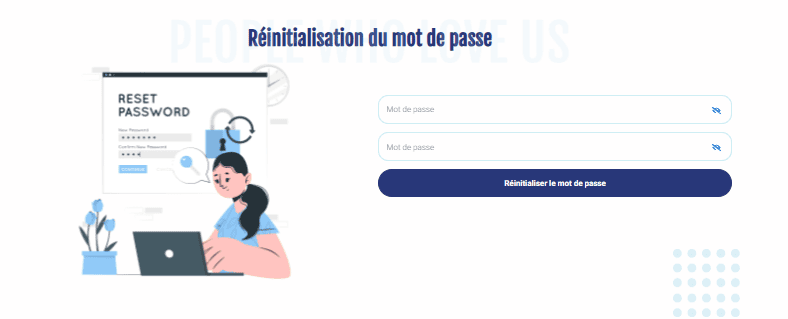 PEOPLE WHO LOVE US
Réinitialisation du mot de passe
RESET
PASSWORD
New Password
Confirm New Password
Mot de passe
Mot de passe
Réinitialiser le mot de passe